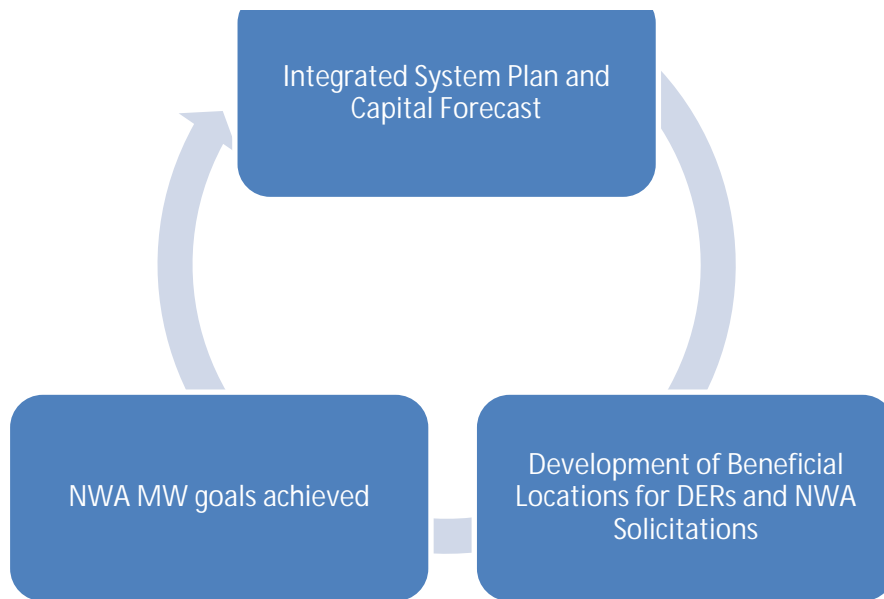 Integrated System Plan and
Capital Forecast
NWA MW goals achieved
Development of Beneficial
Locations for DERs and NWA
Solicitations